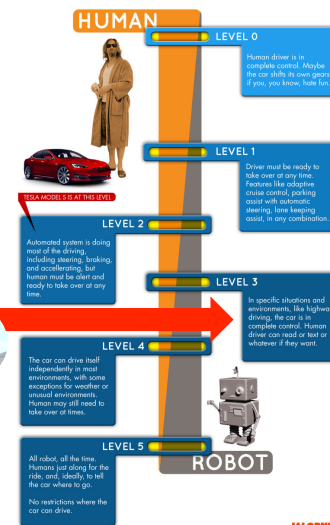 HUMAN
LEVEL 0
Human driver is in
complete control. Maybe
the car shifts its own gears
if you, you know, hate fun.
LEVEL 1
Driver must be ready to
take over at any time.
Features like adaptive
cruise control, parking
assist with automatic
steering, lane keeping
assist, in any combination.
TESLA MODEL S IS AT THIS LEVEL
LEVEL 2
Automated system is doing
most of the driving,
including steering, braking,
and accelerating, but
human must be alert and
ready to take over at any
time.
LEVEL 3
In specific situations and
environments, like highway
driving, the car is in
complete control. Human
driver can read or text or
whatever if they want.
LEVEL 4
The car can drive itself
independently in most
environments, with some
exceptions for weather or
unusual environments.
Human may still need to
take over at times.
LEVEL 5
All robot, all the time.
Humans just along for the
ride, and, ideally, to tell
the car where to go.
No restrictions where the
car can drive.
ROBOT